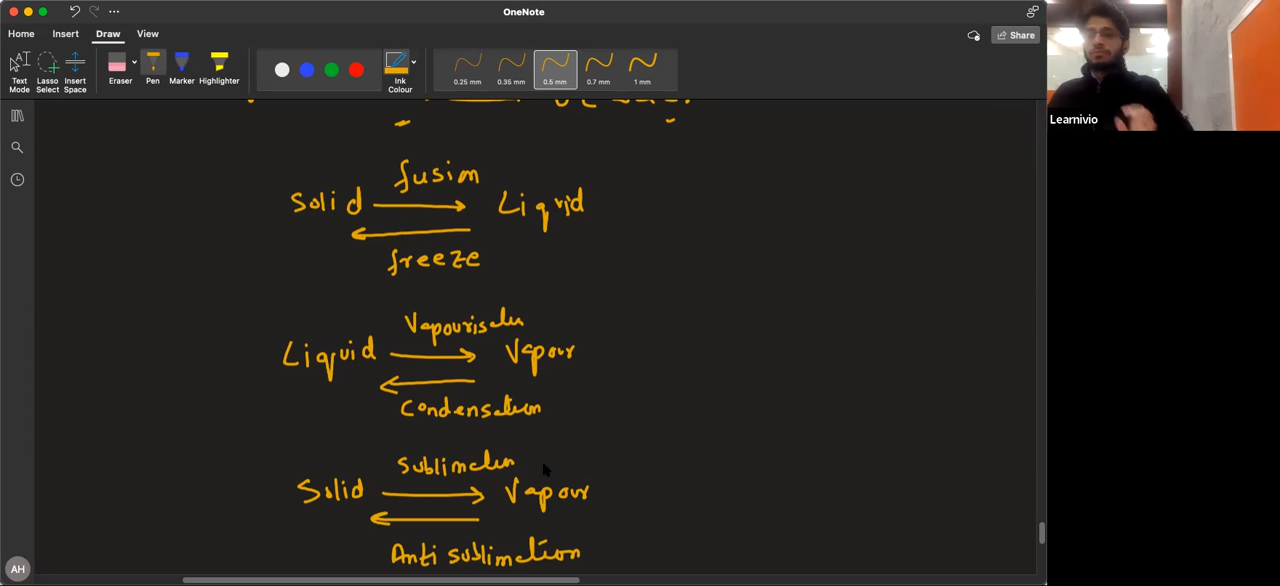 OneNote
Home Insert Draw View
Share
Text Mode
Lasso Select
Insert Space
Eraser
Pen
Marker
Highlighter
Ink Colour
0.25 mm
0.35 mm
0.5 mm
0.7 mm
1 mm
Learnivio
fusion
Solid Liquid
freeze
Liquid Vapour
Condensation
Solid Vapour
Anti sublimation
AH